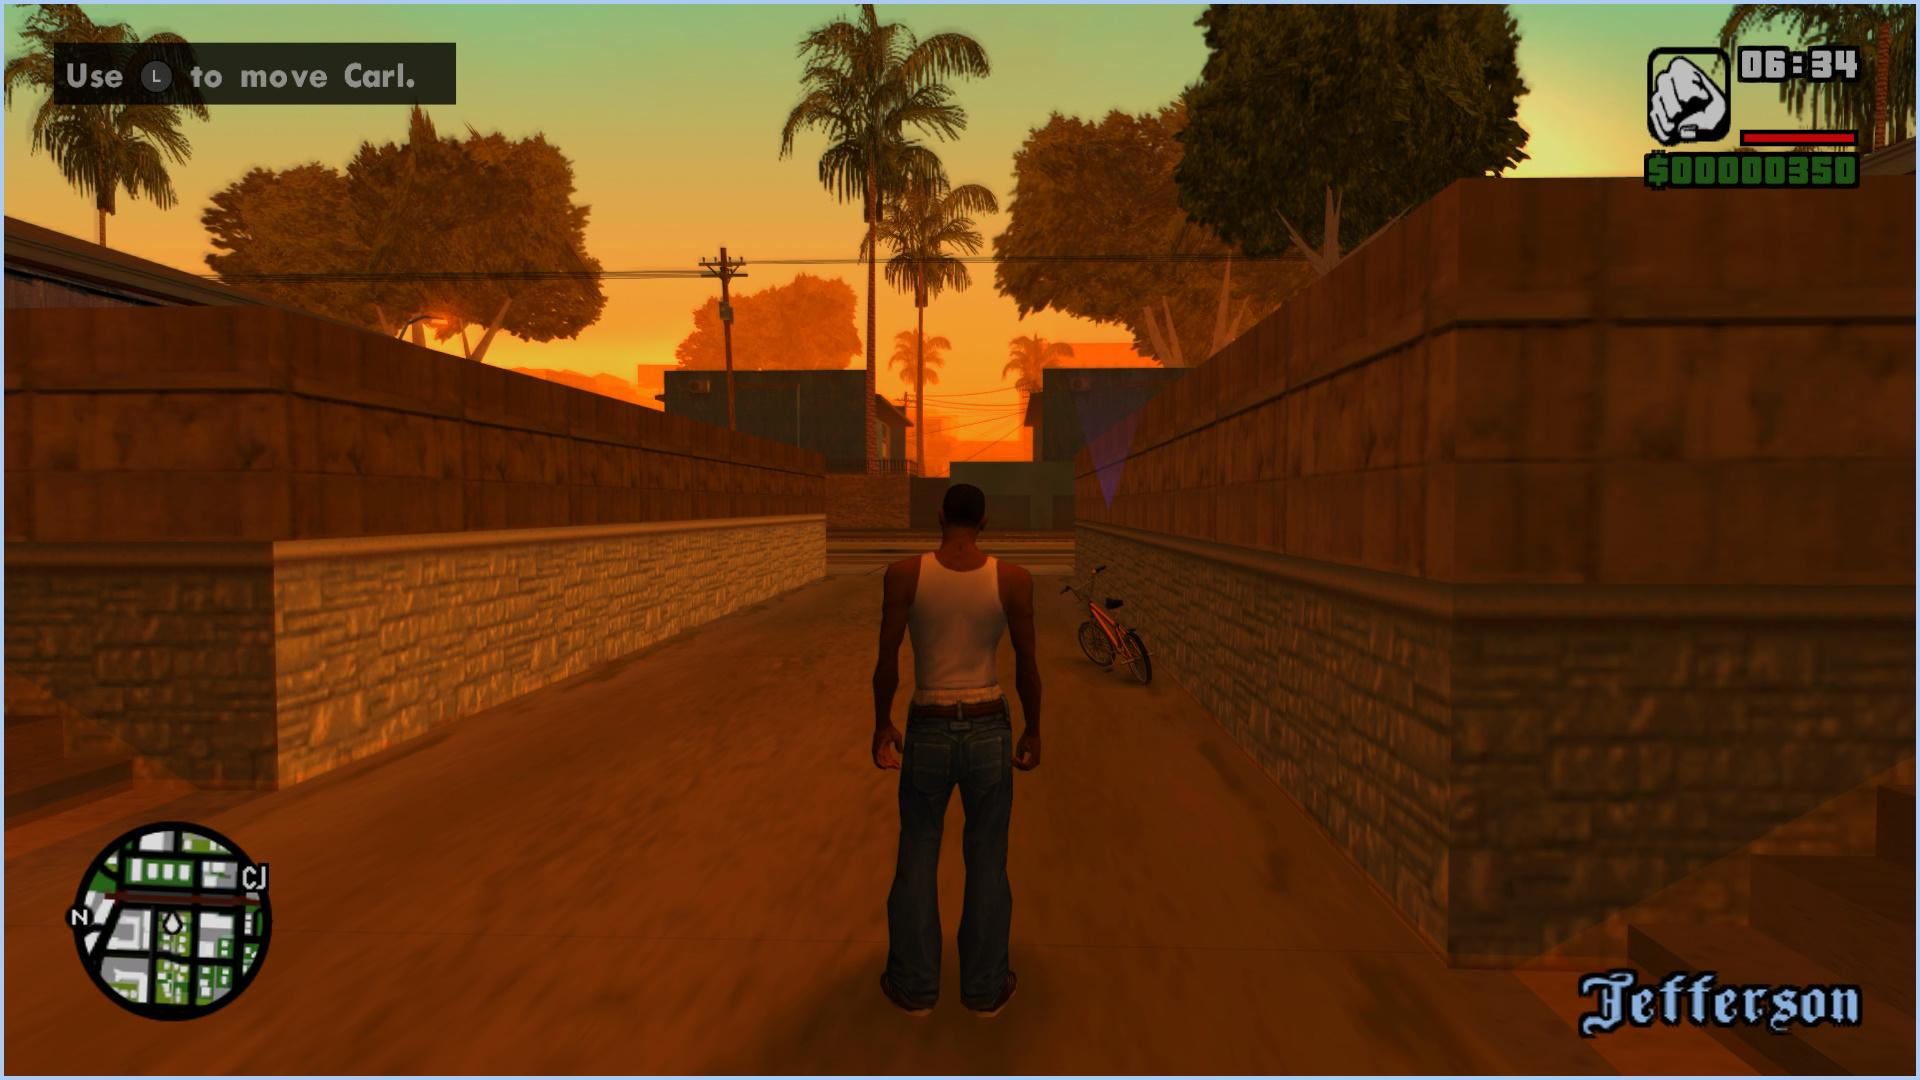 Use L to move Carl.
06:34
$00000350
CJ
N
Jefferson